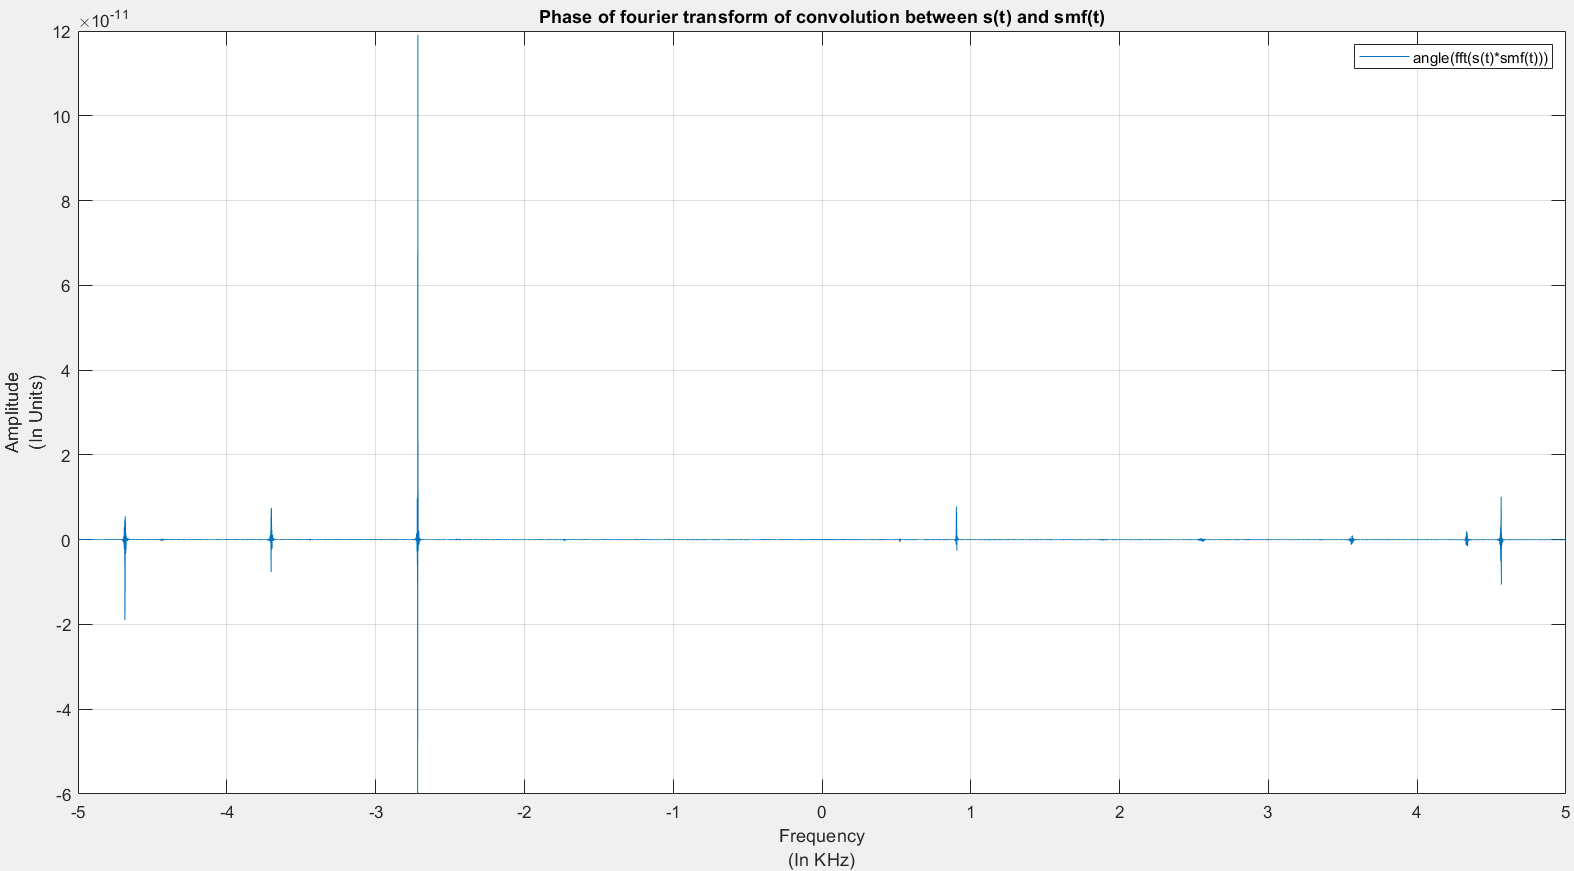 Phase of fourier transform of convolution between s(t) and smf(t)
×10-11
angle(fft(s(t)*smf(t)))
12
10
8
6
4
2
0
-2
-4
-6
Amplitude
(In Units)
-5 -4 -3 -2 -1 0 1 2 3 4 5
Frequency
(In KHz)